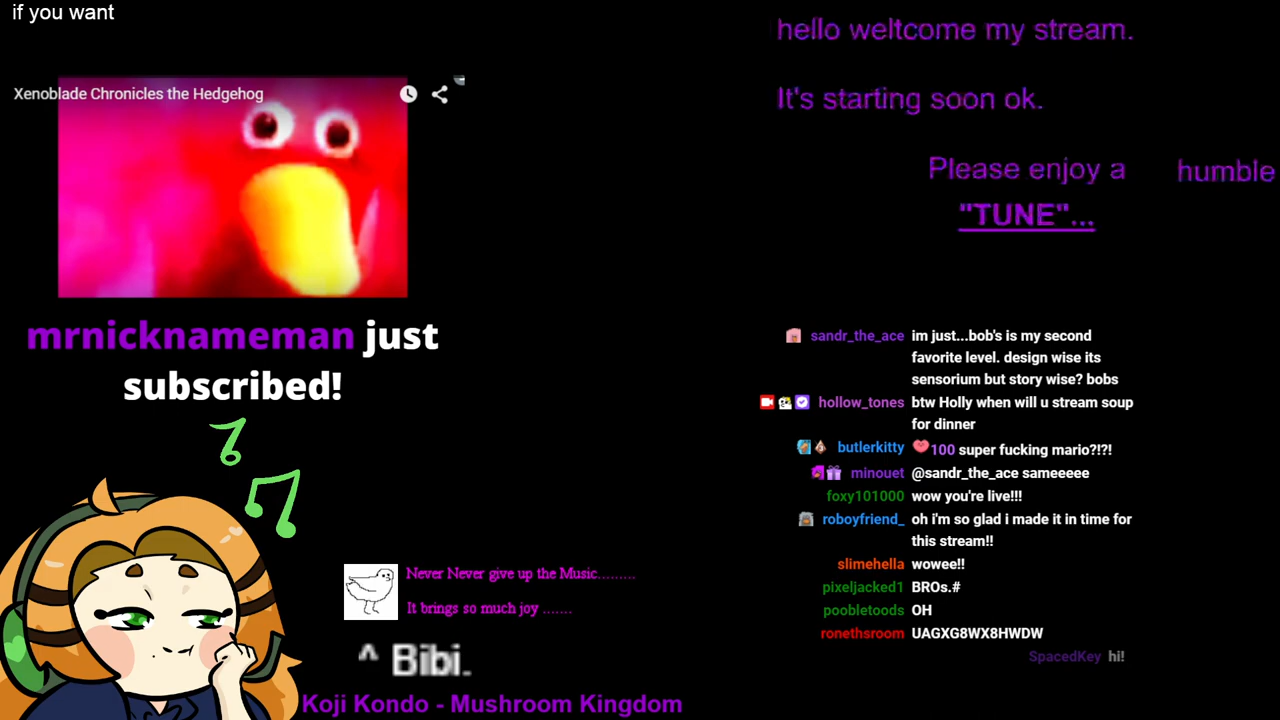 if you want
Xenoblade Chronicles the Hedgehog
mrnicknameman just
subscribed!
Never Never give up the Music.........
It brings so much joy .......
^ Bibi.
Koji Kondo - Mushroom Kingdom
hello weltcome my stream.
It's starting soon ok.
Please enjoy a humble
"TUNE"...
sandr_the_ace im just...bob's is my second
favorite level. design wise its
sensorium but story wise? bobs
hollow_tones btw Holly when will u stream soup
for dinner
butlerkitty 100 super fucking mario?!?!
minouet @sandr_the_ace sameeeee
foxy101000 wow you're live!!!
roboyfriend_ oh i'm so glad i made it in time for
this stream!!
slimehella wowee!!
pixeljacked1 BROs.#
poobletoods OH
ronethsroom UAGXG8WX8HWDW
SpacedKey hi!